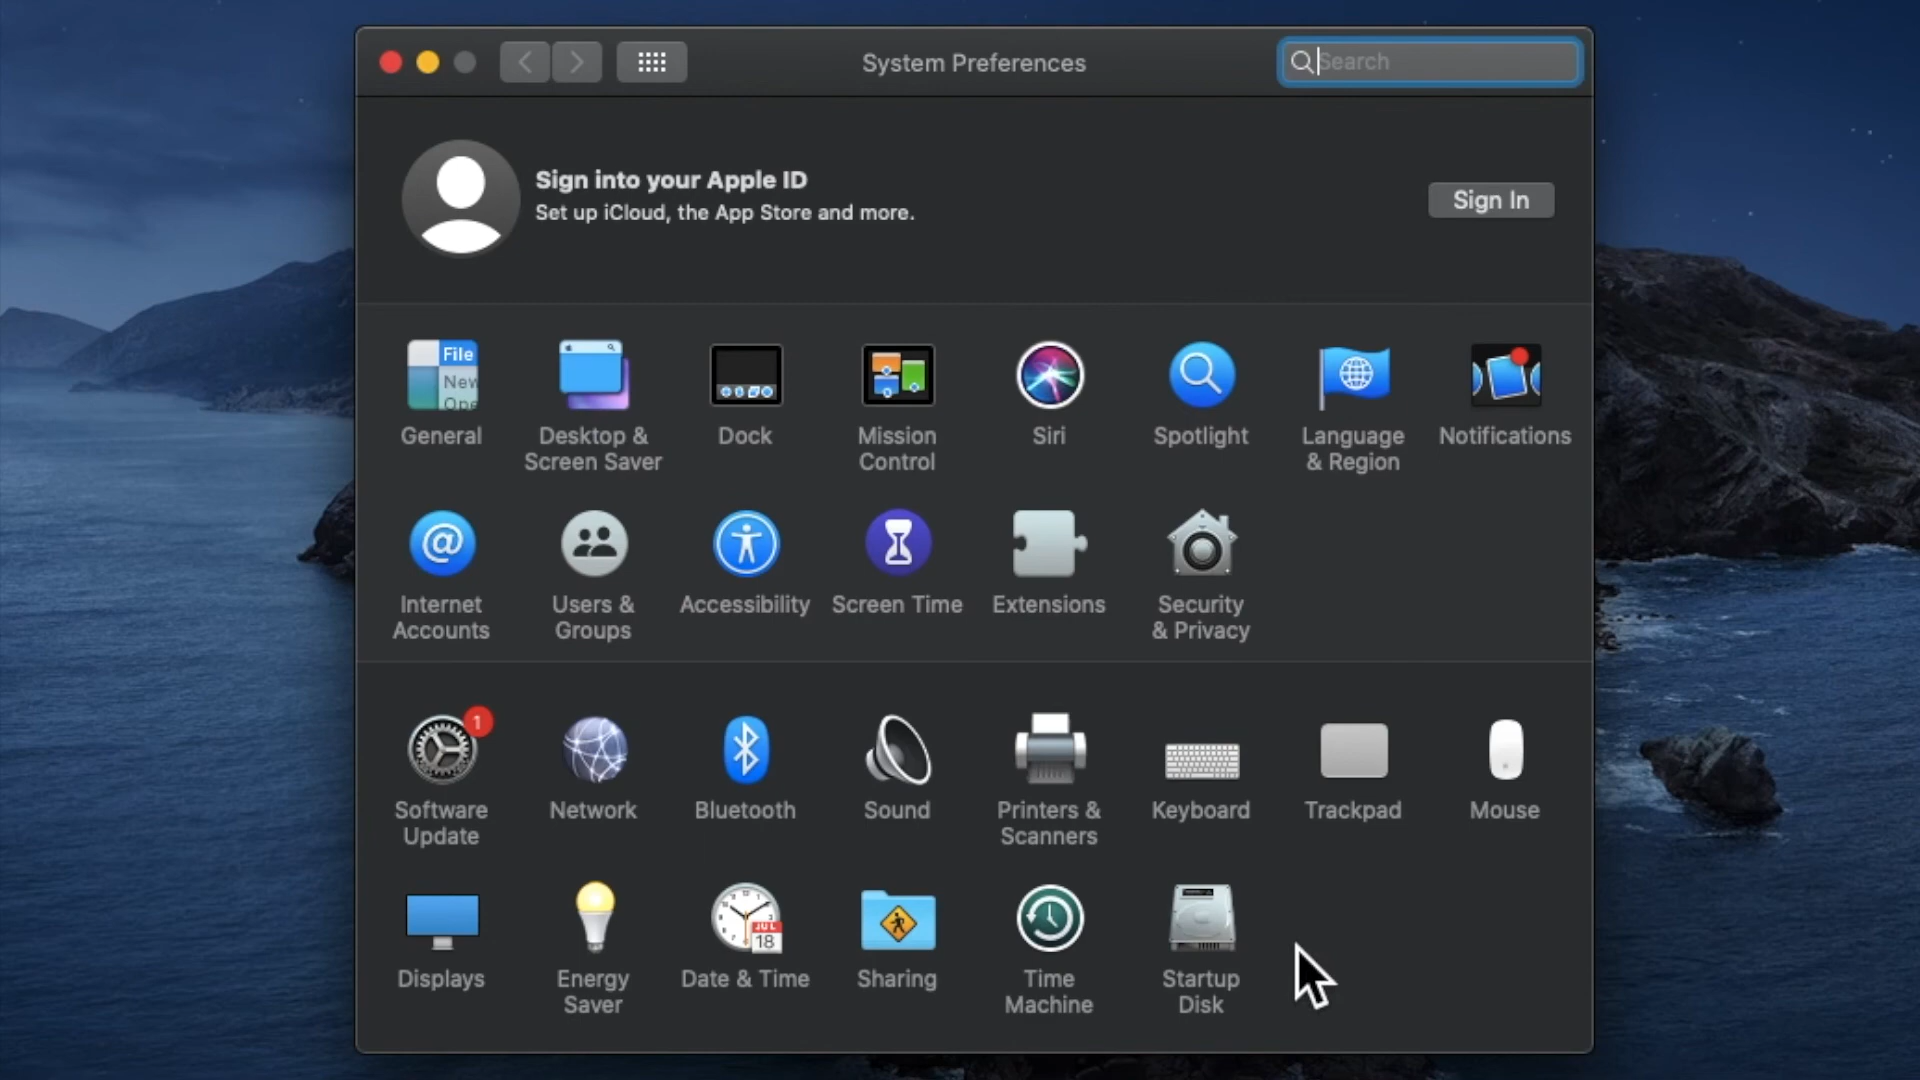 System Preferences
Search
Sign into your Apple ID
Set up iCloud, the App Store and more.
Sign In
File
New
Ope
General
Desktop &
Screen Saver
Dock
Mission
Control
Siri
Spotlight
Language
& Region
Notifications
@
Internet
Accounts
Users &
Groups
Accessibility
Screen Time
Extensions
Security
& Privacy
1
Software
Update
Network
Bluetooth
Sound
Printers &
Scanners
Keyboard
Trackpad
Mouse
Displays
Energy
Saver
JUL
18
Date & Time
Sharing
Time
Machine
Startup
Disk